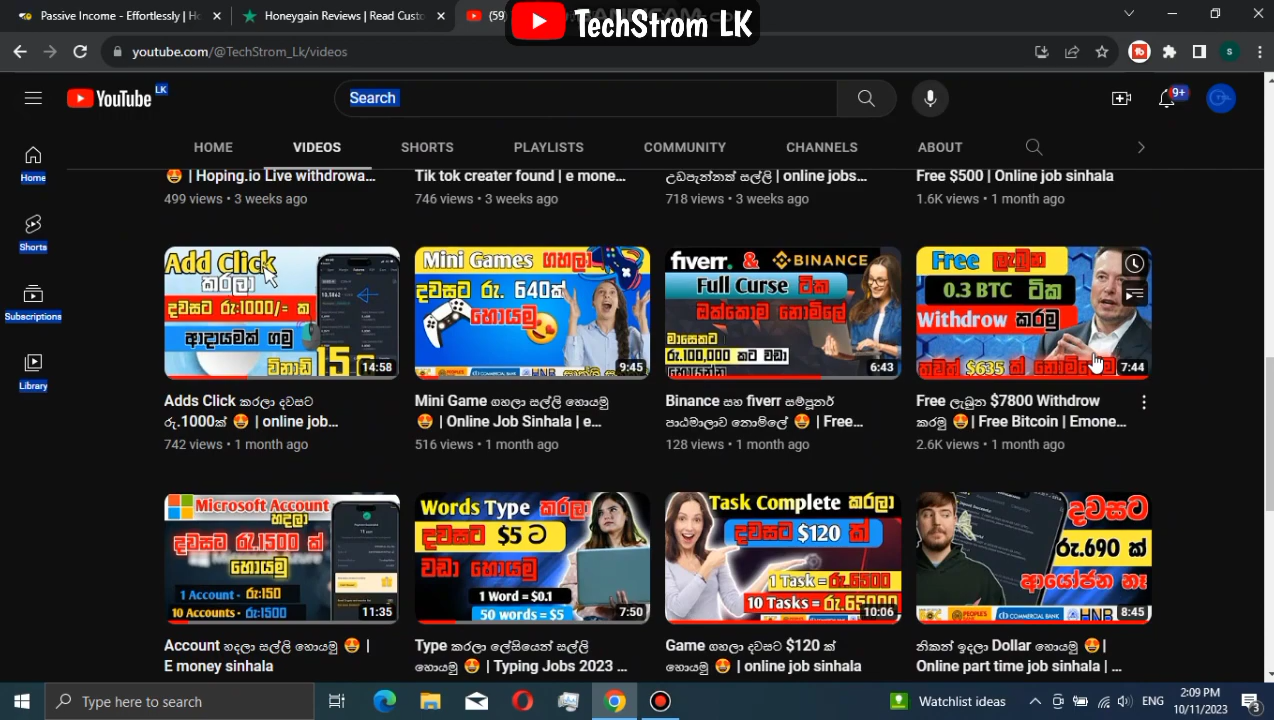 Passive Income - Effortlessly | Ho
Honeygain Reviews | Read Custo
(59)
TechStrom LK
youtube.com/@TechStrom_Lk/videos
YouTube LK
Search
9+
HOME
VIDEOS
SHORTS
PLAYLISTS
COMMUNITY
CHANNELS
ABOUT
Home
Shorts
Subscriptions
Library
🤩 | Hoping.io Live withdrowa...
499 views • 3 weeks ago
Tik tok creater found | e mone...
746 views • 3 weeks ago
උඩපැන්නත් සල්ලි | online jobs...
718 views • 3 weeks ago
Free $500 | Online job sinhala
1.6K views • 1 month ago
Add Click
කරලා
දවසට රු:1000/= ක
ආදායමක් ගමු
විනාඩි 15
14:58
Mini Games ගහලා
දවසට රු. 640ක්
හොයමු
9:45
fiverr. & BINANCE
Full Curse ටික
ඔක්කොම නොමිලේ
මාසෙකට
රු.100,000 කට වඩා
හොයන්න
6:43
Free ලැබුන
0.3 BTC ටික
Withdrow කරමු
තවත් $635 ක් නොමිලේම
7:44
Adds Click කරලා දවසට
රු.1000ක් 🤩 | online job...
742 views • 1 month ago
Mini Game ගහලා සල්ලි හොයමු
🤩 | Online Job Sinhala | e...
516 views • 1 month ago
Binance සහ fiverr සම්පූර්ණ
පාඨමාලාව නොමිලේ 🤩 | Free...
128 views • 1 month ago
Free ලැබුන $7800 Withdrow
කරමු 🤩| Free Bitcoin | Emone...
2.6K views • 1 month ago
Microsoft Account
හදලා
දවසට රු.1500 ක්
හොයමු
1 Account - රු:150
10 Accounts- රු:1500
11:35
Words Type කරලා
දවසට $5 ට
වඩා හොයමු
1 Word = $0.1
50 words = $5
7:50
Task Complete කරලා
දවසට $120 ක්
1 Task = රු.6500
10 Tasks = රු.65000
10:06
දවසට
රු.690 ක්
ආයෝජන නෑ
PEOPLE'S
COMMERCIAL BANK
HNB
8:45
Account හදලා සල්ලි හොයමු 🤩 |
E money sinhala
Type කරලා ලේසියෙන් සල්ලි
හොයමු 🤩 | Typing Jobs 2023 ...
Game ගහලා දවසට $120 ක්
හොයමු 🤩 | online job sinhala
නිකන් ඉදලා Dollar හොයමු 🤩|
Online part time job sinhala | ...
Type here to search
Watchlist ideas
ENG
2:09 PM
10/11/2023
3